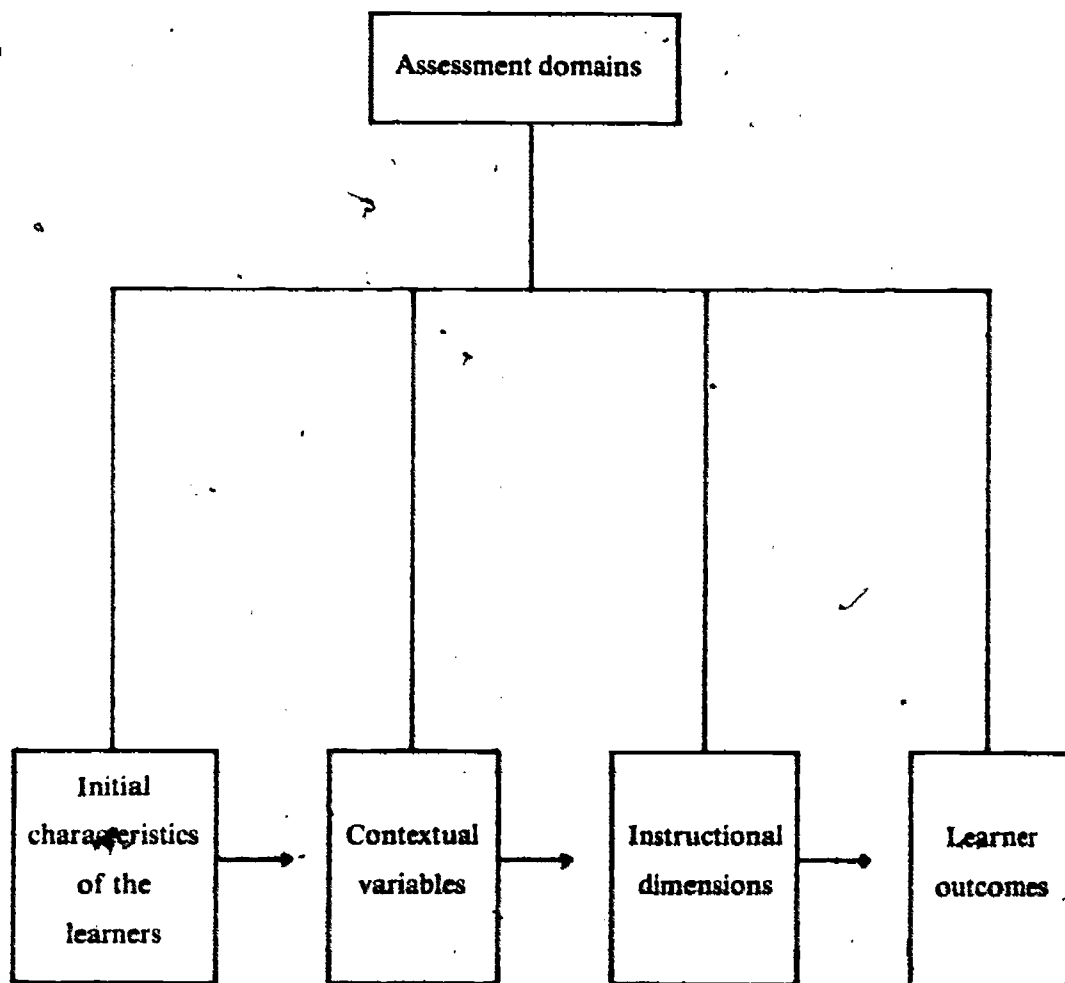 Assessment domains
Initial
characteristics
of the
learners
Contextual
variables
Instructional
dimensions
Learner
outcomes